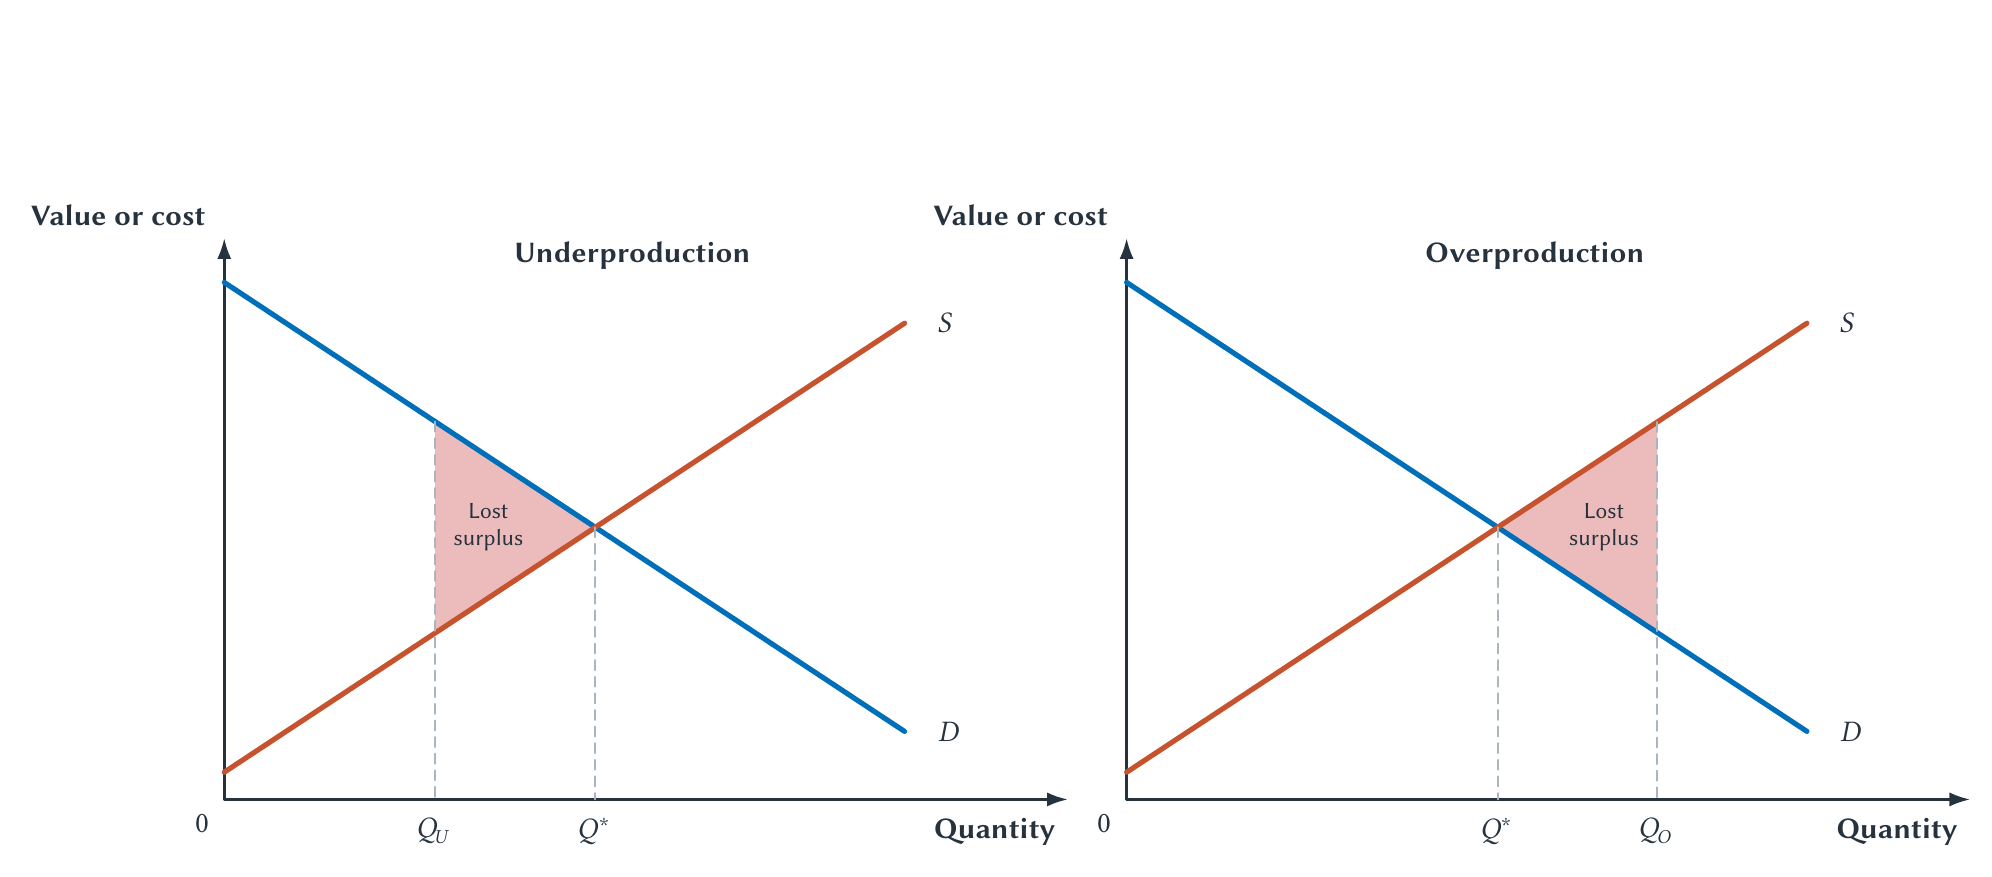 Value or cost
Underproduction
S
Lost
surplus
D
0
Q_U
Q*
Quantity
Value or cost
Overproduction
S
Lost
surplus
D
0
Q*
Q_O
Quantity